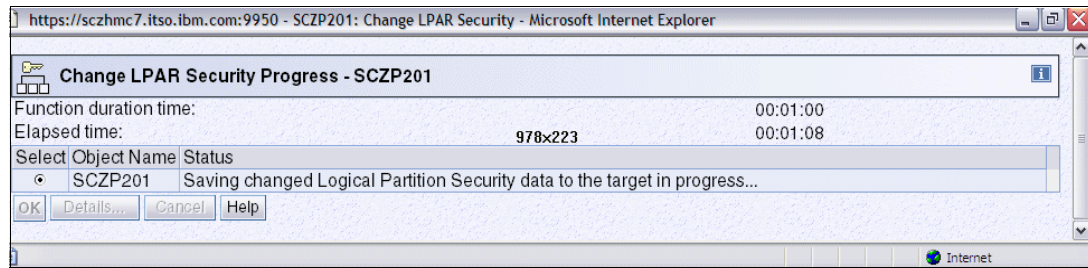 https://sczhmc7.itso.ibm.com:9950 - SCZP201: Change LPAR Security - Microsoft Internet Explorer
Change LPAR Security Progress - SCZP201
i
Function duration time: 00:01:00
Elapsed time: 978x223 00:01:08
Select Object Name Status
SCZP201 Saving changed Logical Partition Security data to the target in progress...
OK Details... Cancel Help
Internet